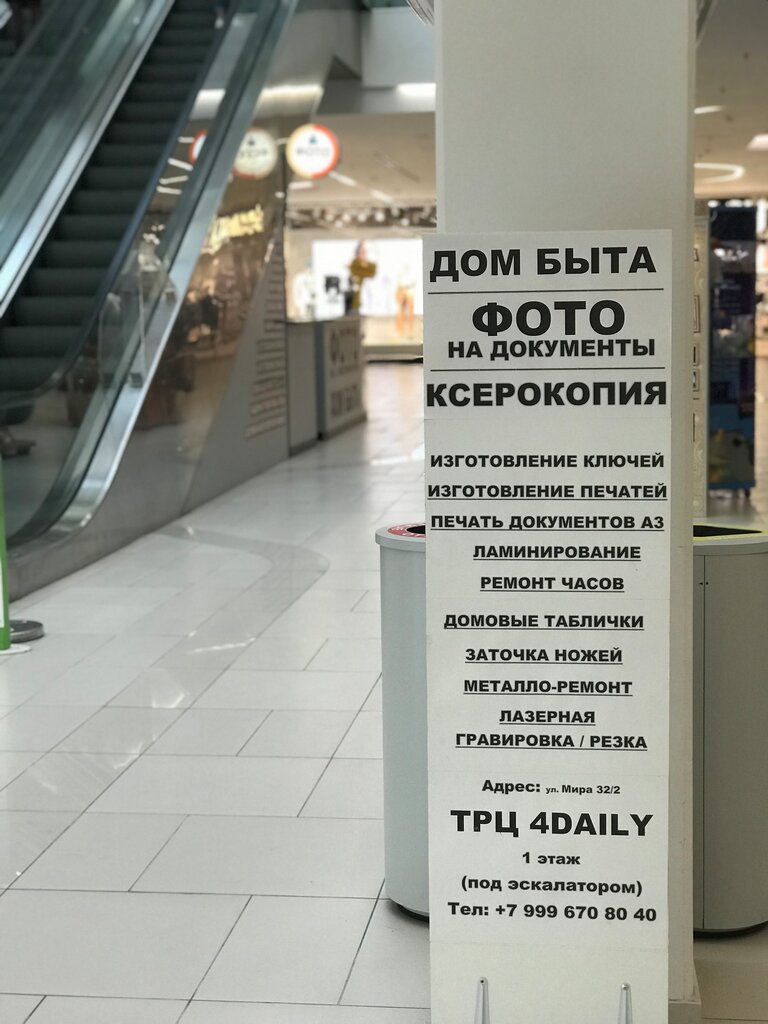 ДОМ БЫТА
ФОТО
НА ДОКУМЕНТЫ
КСЕРОКОПИЯ
ИЗГОТОВЛЕНИЕ КЛЮЧЕЙ
ИЗГОТОВЛЕНИЕ ПЕЧАТЕЙ
ПЕЧАТЬ ДОКУМЕНТОВ А3
ЛАМИНИРОВАНИЕ
РЕМОНТ ЧАСОВ
ДОМОВЫЕ ТАБЛИЧКИ
ЗАТОЧКА НОЖЕЙ
МЕТАЛЛО-РЕМОНТ
ЛАЗЕРНАЯ
ГРАВИРОВКА / РЕЗКА
Адрес: ул. Мира 32/2
ТРЦ 4DAILY
1 этаж
(под эскалатором)
Тел: +7 999 670 80 40
ФОТО